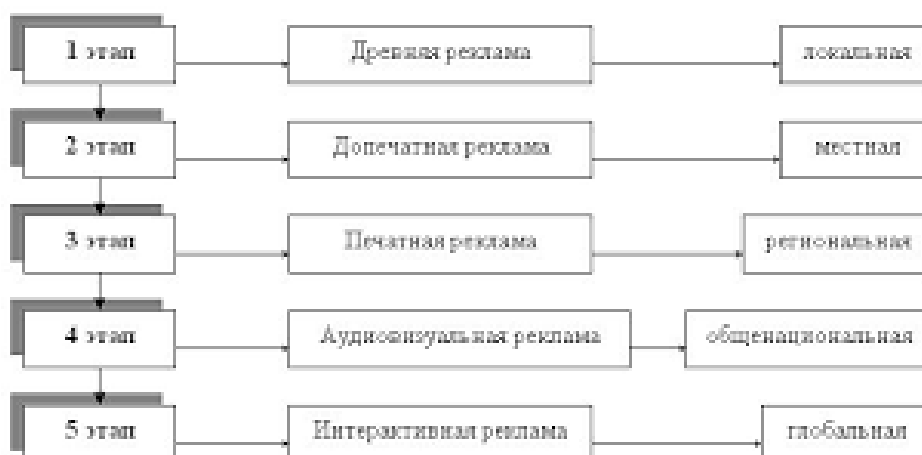 1 этап Древняя реклама локальная
2 этап Допечатная реклама местная
3 этап Печатная реклама региональная
4 этап Аудиовизуальная реклама общенациональная
5 этап Интерактивная реклама глобальная